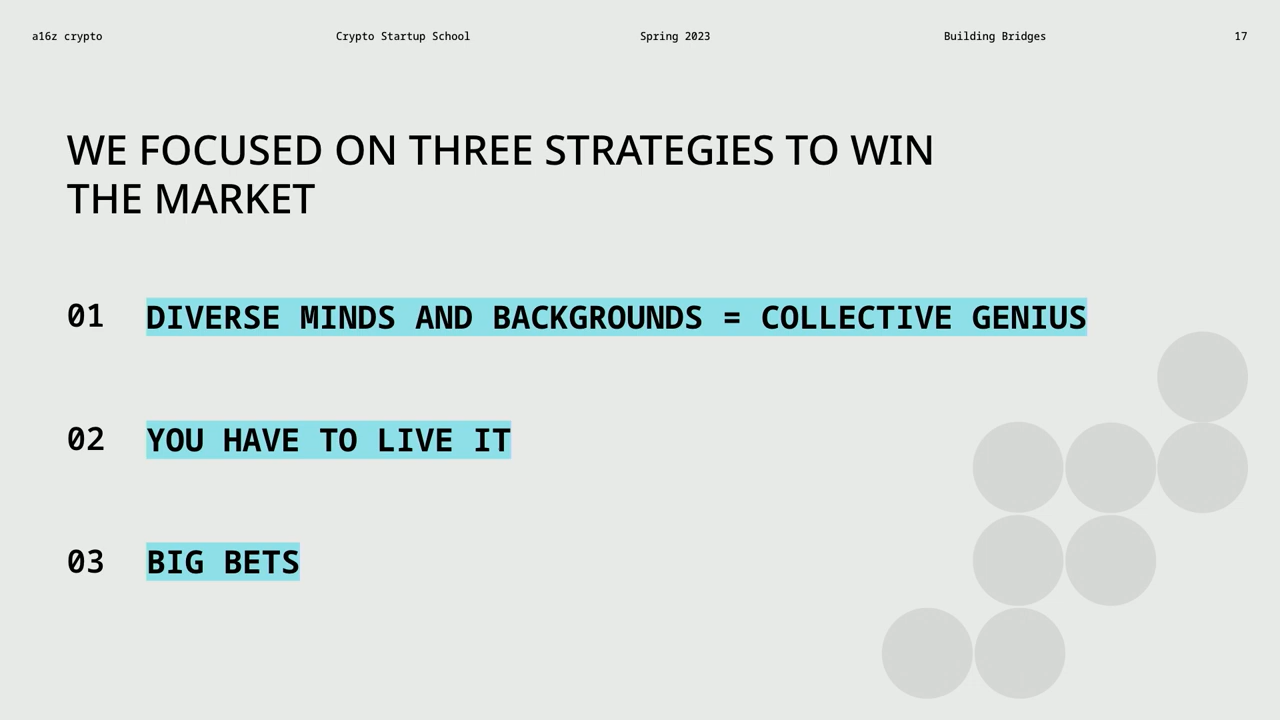 a16z crypto Crypto Startup School Spring 2023 Building Bridges 17
WE FOCUSED ON THREE STRATEGIES TO WIN
THE MARKET
01 DIVERSE MINDS AND BACKGROUNDS = COLLECTIVE GENIUS
02 YOU HAVE TO LIVE IT
03 BIG BETS